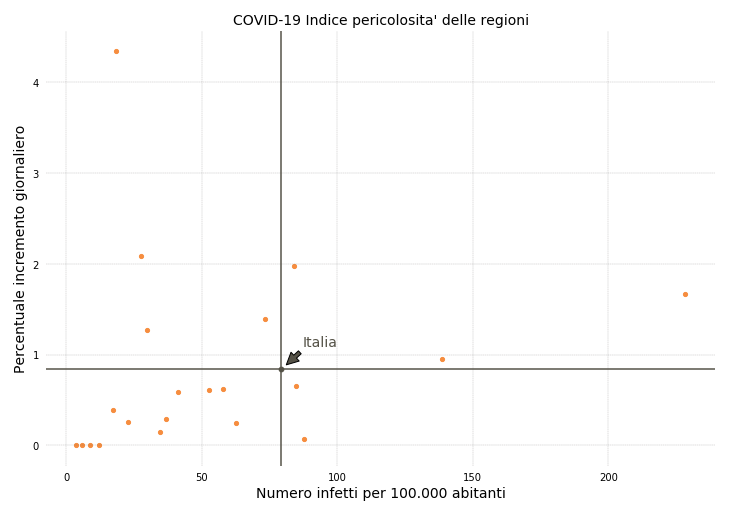 COVID-19 Indice pericolosita' delle regioni
Percentuale incremento giornaliero
4
3
2
1
0
Italia
0 50 100 150 200
Numero infetti per 100.000 abitanti